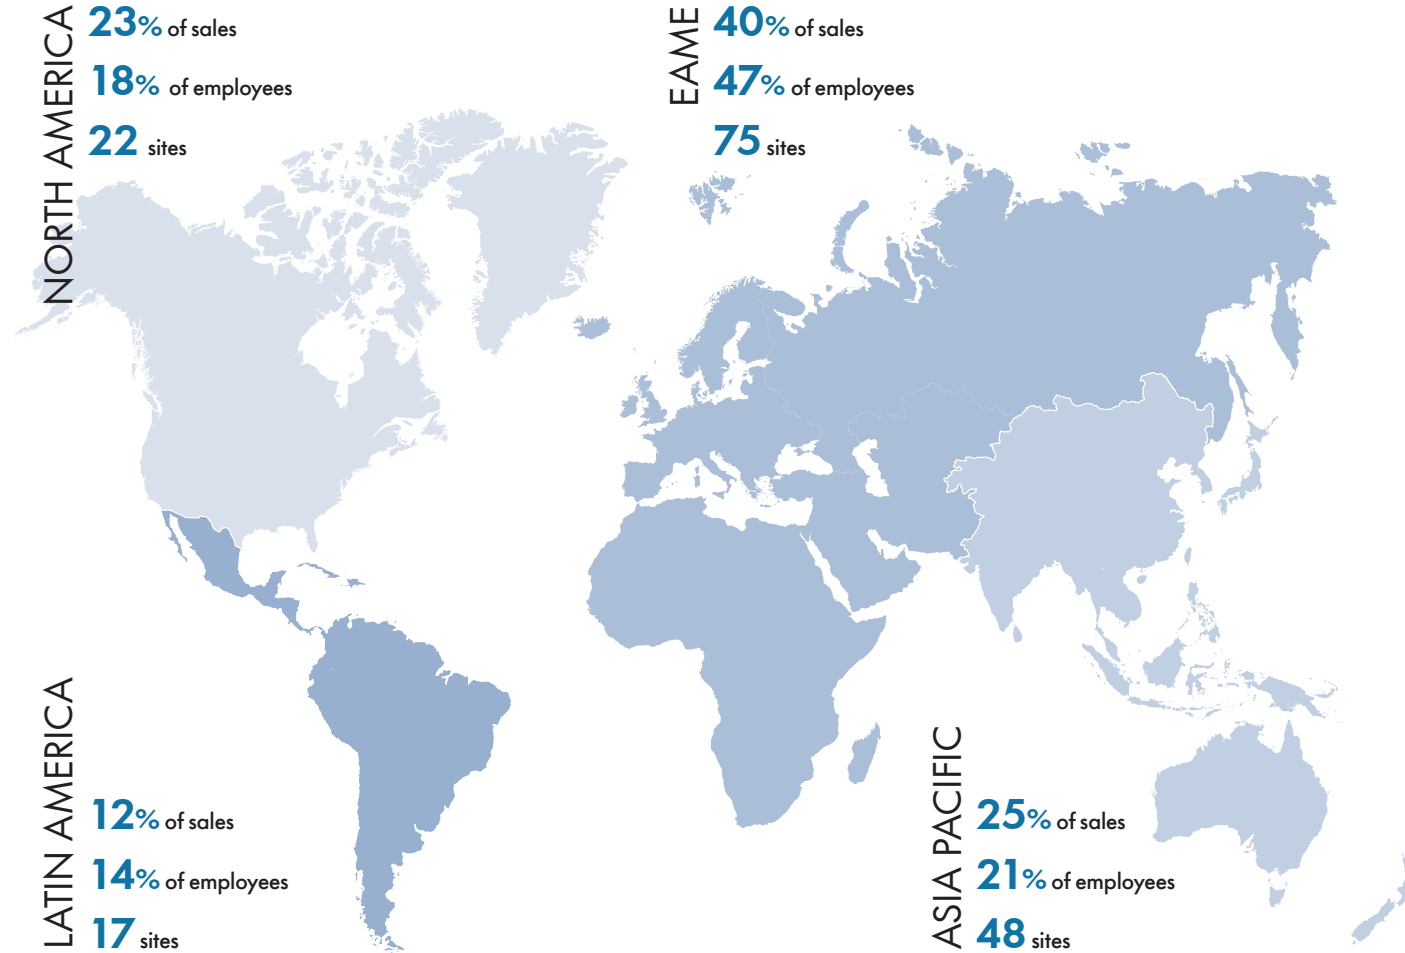 NORTH AMERICA
23% of sales
18% of employees
22 sites
EAME
40% of sales
47% of employees
75 sites
LATIN AMERICA
12% of sales
14% of employees
17 sites
ASIA PACIFIC
25% of sales
21% of employees
48 sites